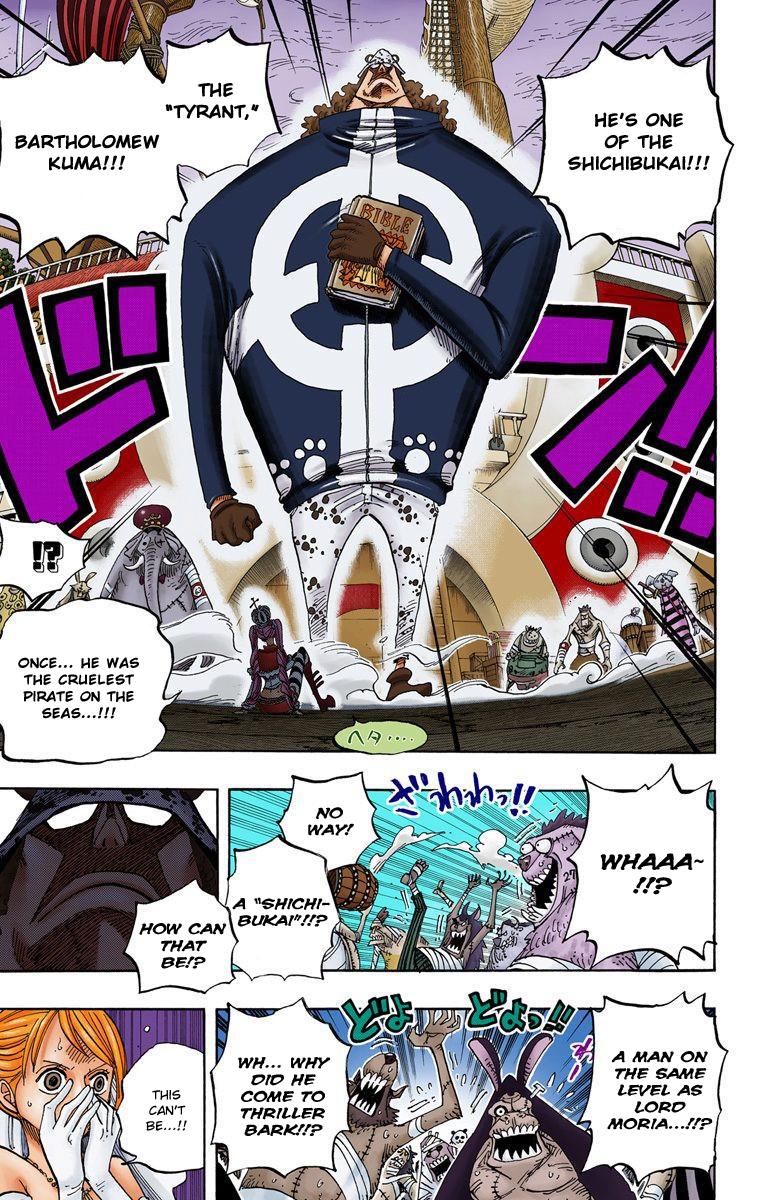 HE'S ONE
OF THE
SHICHIBUKAI!!!
THE
"TYRANT,"
BARTHOLOMEW
KUMA!!!
BIBLE
ドン!!
!?
ONCE... HE WAS
THE CRUELEST
PIRATE ON THE
SEAS...!!!
ヘタ....
WHAAA~
!!?
ざわわっ!!
27
NO
WAY!
A "SHICHI-
BUKAI"!!?
HOW CAN
THAT
BE!?
A MAN ON
THE SAME
LEVEL AS
LORD
MORIA...!!?
どよ どよっ!!
WH... WHY
DID HE
COME TO
THRILLER
BARK!!?
THIS
CAN'T
BE...!!